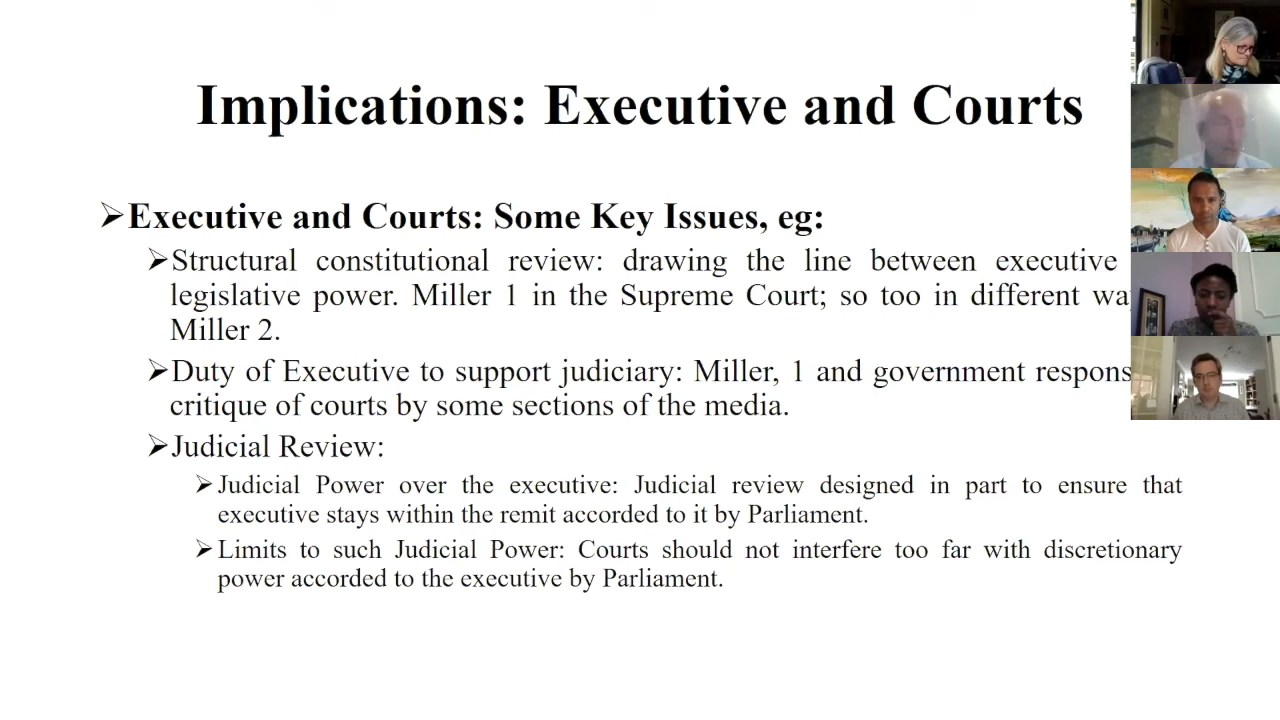 Implications: Executive and Courts
➢Executive and Courts: Some Key Issues, eg:
➢Structural constitutional review: drawing the line between executive
legislative power. Miller 1 in the Supreme Court; so too in different
Miller 2.
➢Duty of Executive to support judiciary: Miller, 1 and government
critique of courts by some sections of the media.
➢Judicial Review:
➢Judicial Power over the executive: Judicial review designed in part to ensure that
executive stays within the remit accorded to it by Parliament.
➢Limits to such Judicial Power: Courts should not interfere too far with discretionary
power accorded to the executive by Parliament.